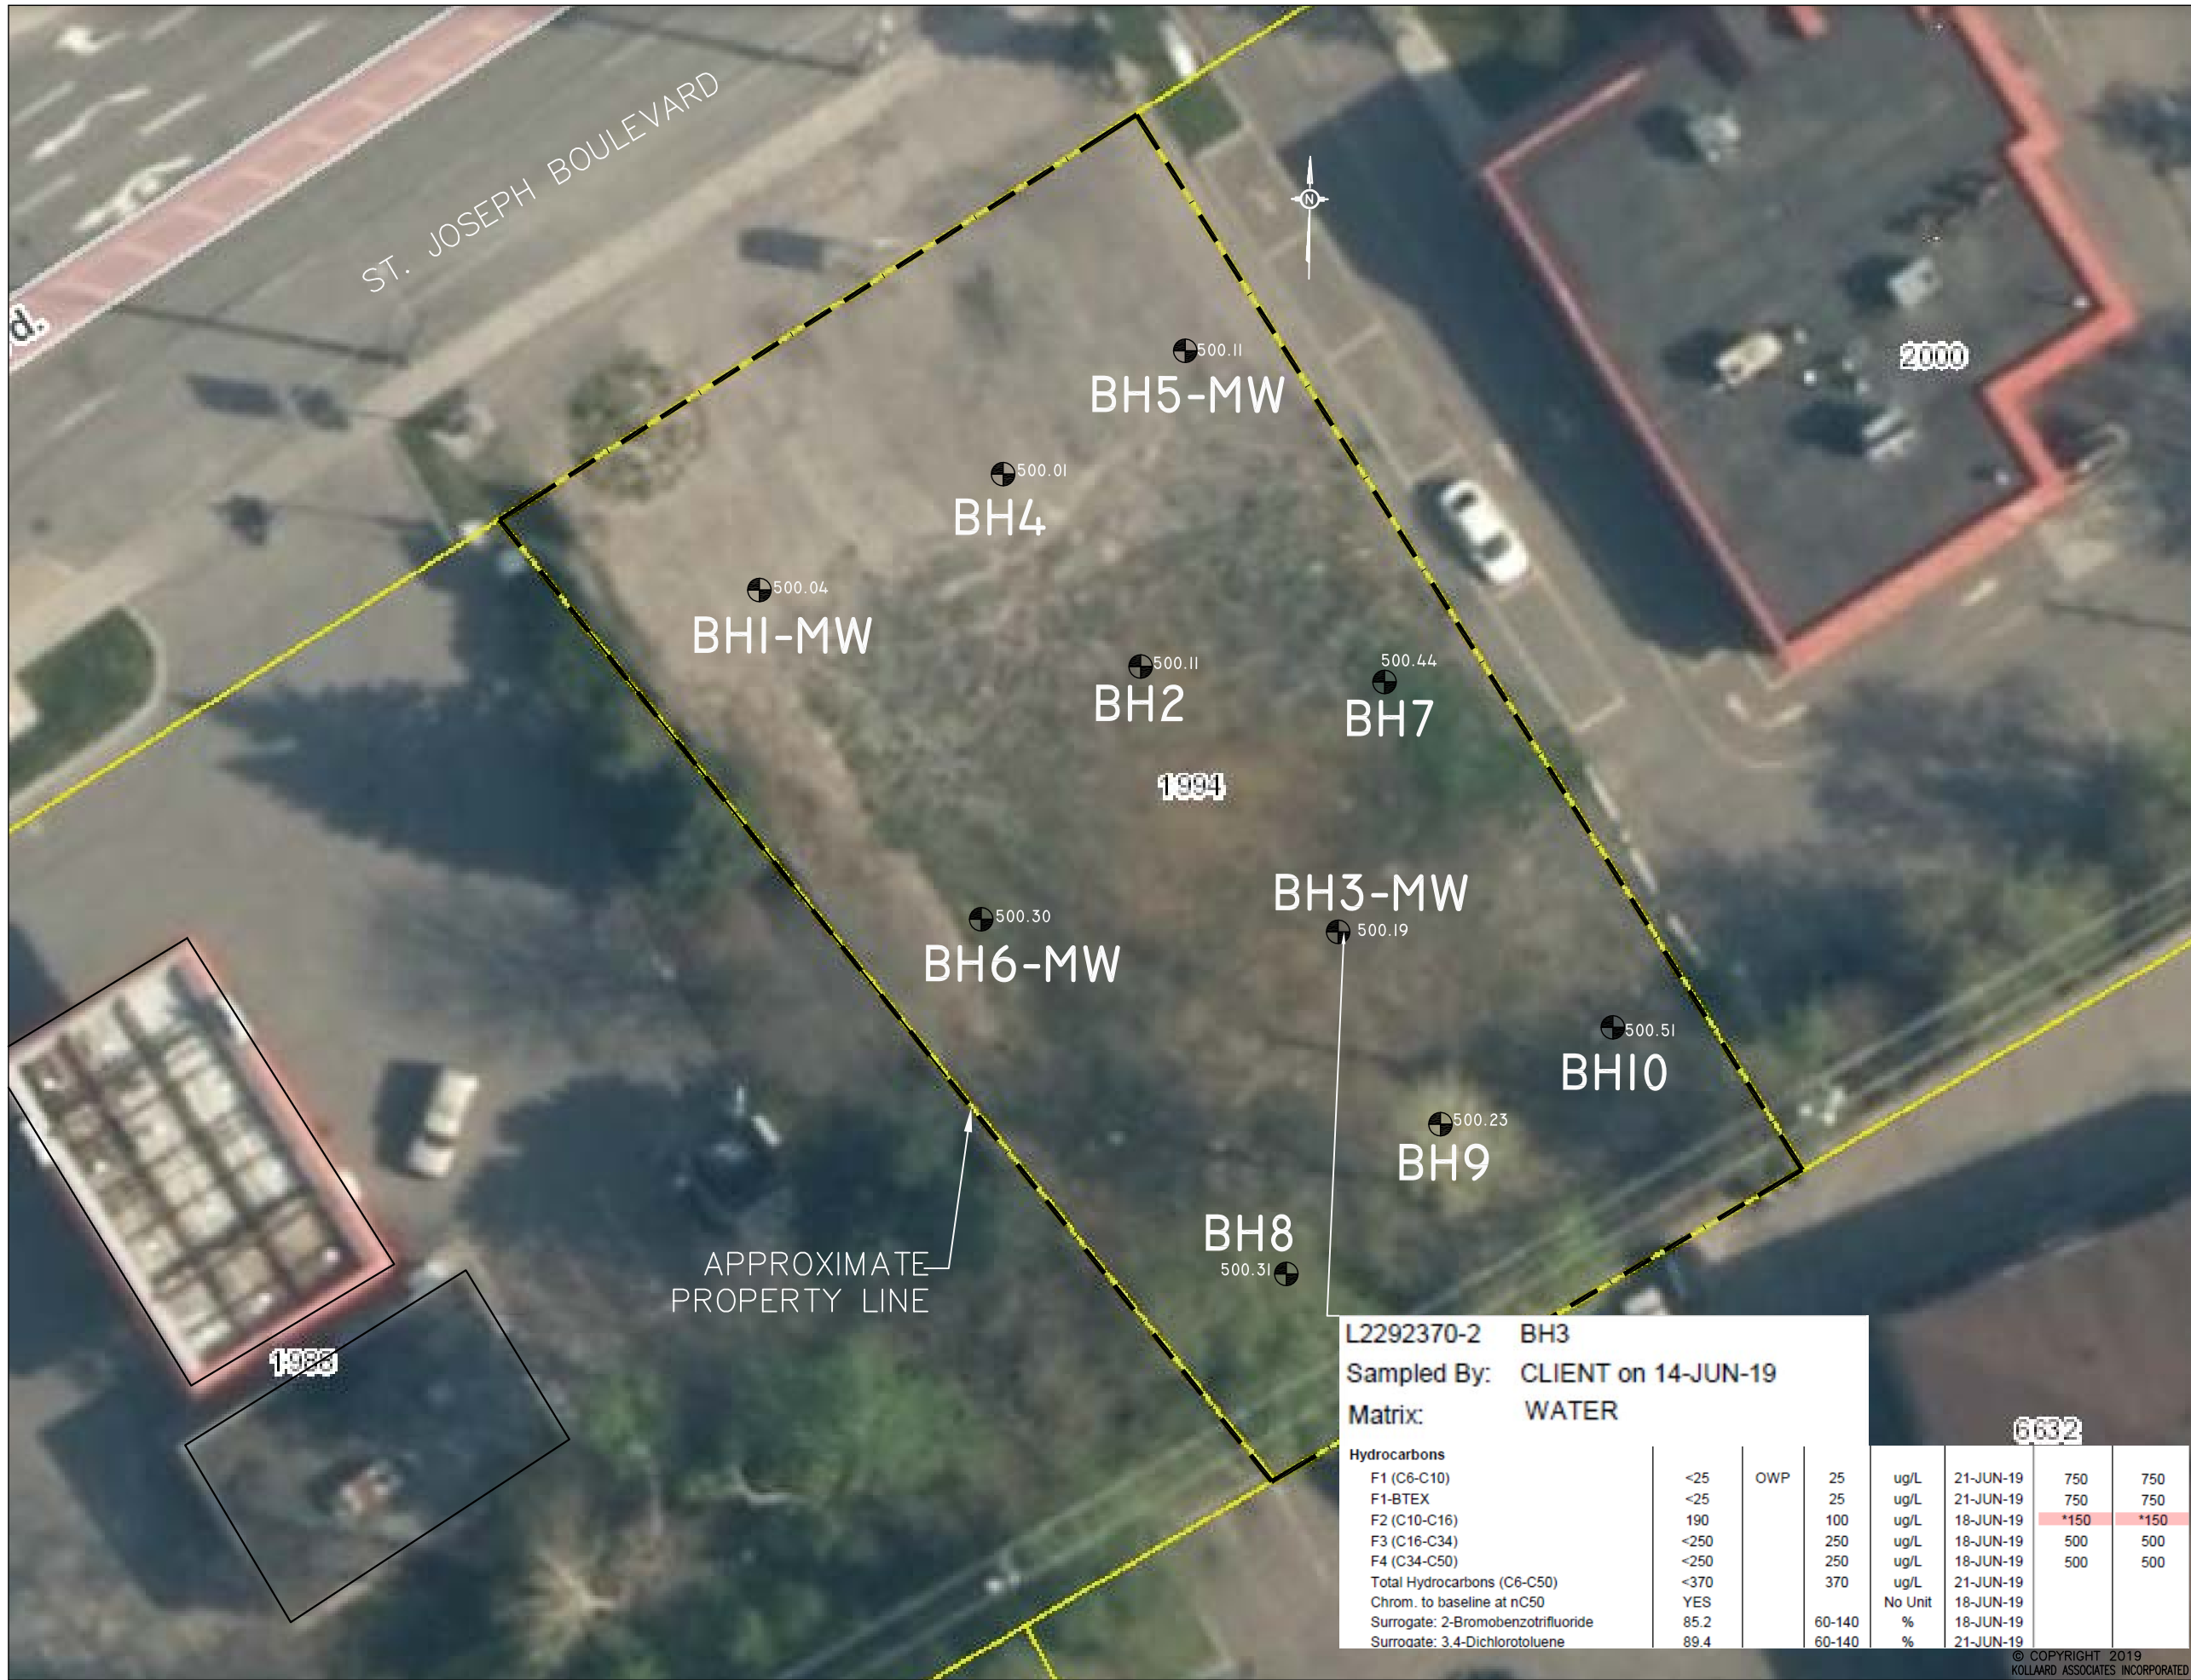 ST. JOSEPH BOULEVARD
d.
N
2000
500.11
BH5-MW
500.01
BH4
500.04
BH1-MW
500.11
BH2
500.44
BH7
1994
BH3-MW
500.19
500.30
BH6-MW
500.51
BH10
500.23
BH9
BH8
500.31
APPROXIMATE
PROPERTY LINE
6632
L2292370-2 BH3
Sampled By: CLIENT on 14-JUN-19
Matrix: WATER
Hydrocarbons
F1 (C6-C10) <25 OWP 25 ug/L 21-JUN-19 750 750
F1-BTEX <25 25 ug/L 21-JUN-19 750 750
F2 (C10-C16) 190 100 ug/L 18-JUN-19 *150 *150
F3 (C16-C34) <250 250 ug/L 18-JUN-19 500 500
F4 (C34-C50) <250 250 ug/L 18-JUN-19 500 500
Total Hydrocarbons (C6-C50) <370 370 ug/L 21-JUN-19
Chrom. to baseline at nC50 YES No Unit 18-JUN-19
Surrogate: 2-Bromobenzotrifluoride 85.2 60-140 % 18-JUN-19
Surrogate: 3,4-Dichlorotoluene 89.4 60-140 % 21-JUN-19
© COPYRIGHT 2019
KOLLAARD ASSOCIATES INCORPORATED